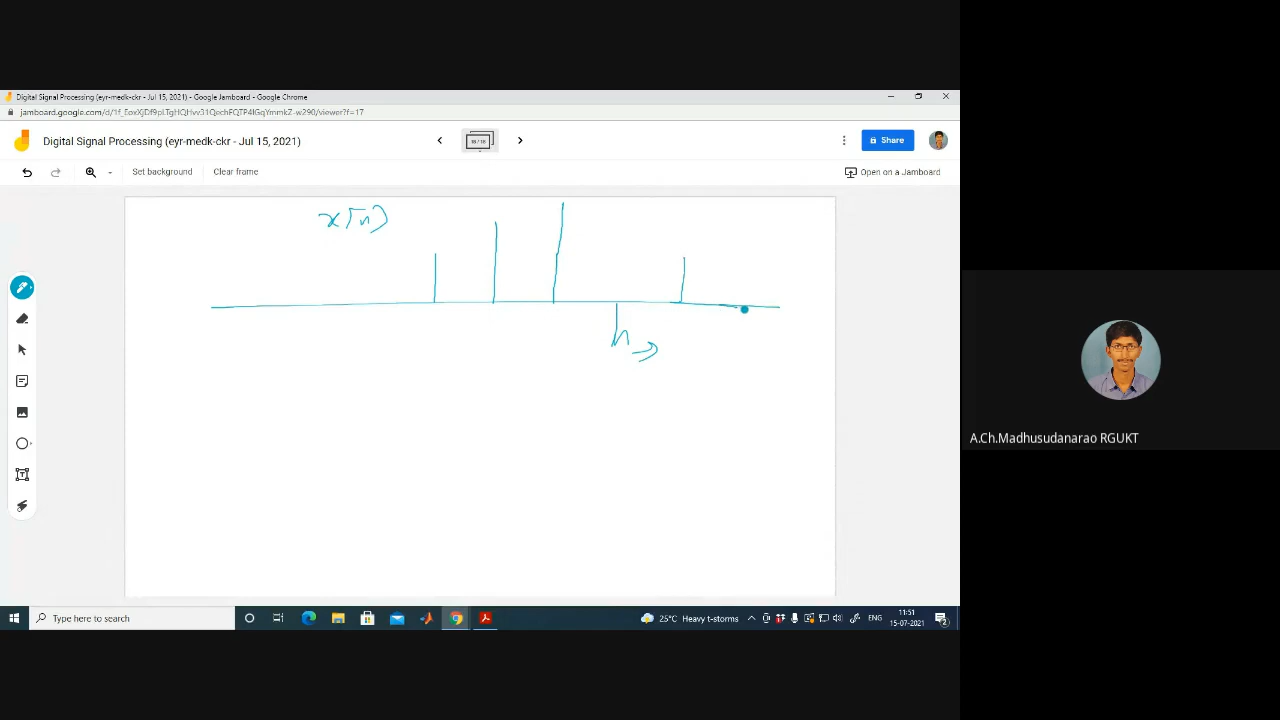 Digital Signal Processing (eyr-medk-ckr - Jul 15, 2021) - Google Jamboard - Google Chrome
Digital Signal Processing (eyr-medk-ckr - Jul 15, 2021)
Share
Set background
Clear frame
Open on a Jamboard
x[n]
n
A.Ch.Madhusudanarao RGUKT
Type here to search
25°C Heavy t-storms
ENG
11:51
15-07-2021